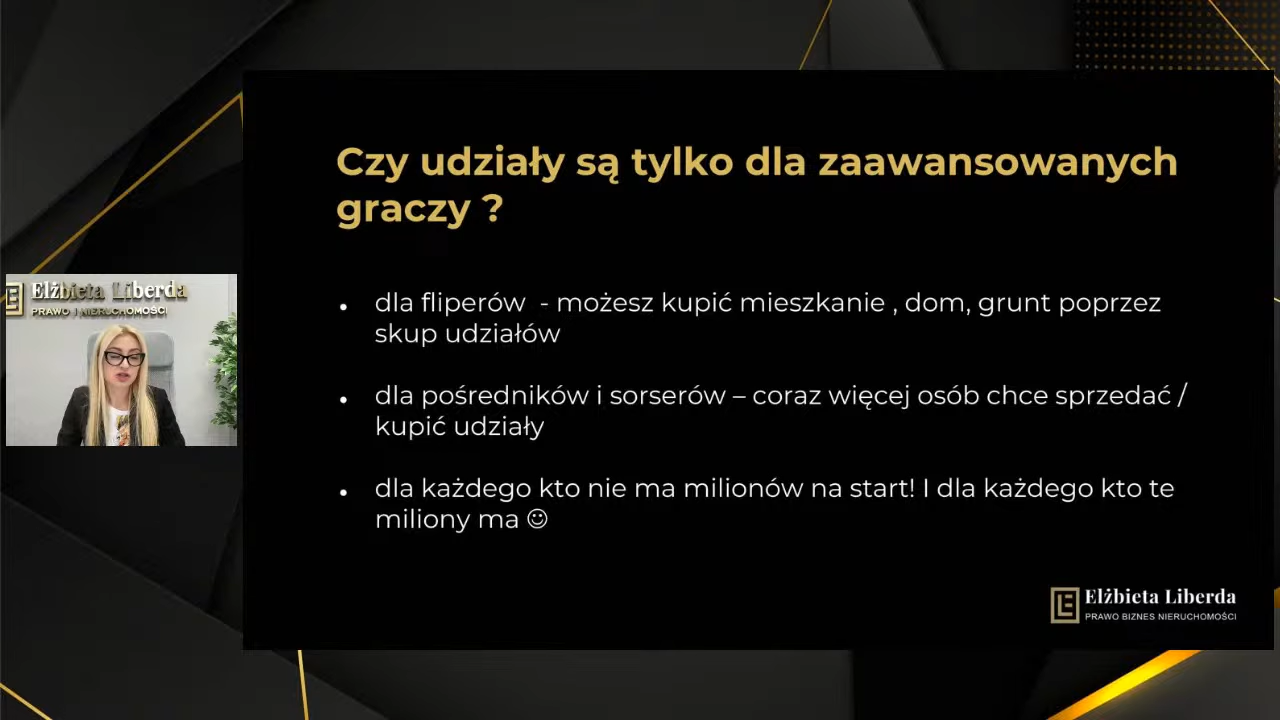 Czy udziały są tylko dla zaawansowanych
graczy ?
• dla fliperów - możesz kupić mieszkanie , dom, grunt poprzez
skup udziałów
• dla pośredników i sorserów – coraz więcej osób chce sprzedać /
kupić udziały
• dla każdego kto nie ma milionów na start! I dla każdego kto te
miliony ma ☺
Elżbieta Liberda
PRAWO I NIERUCHOMOŚCI
Elżbieta Liberda
PRAWO BIZNES NIERUCHOMOŚCI